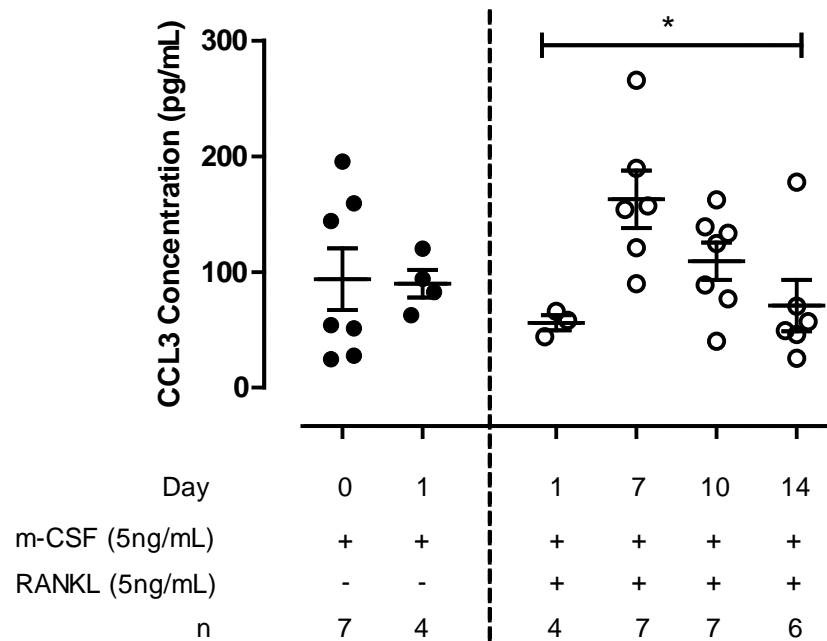 CCL3 Concentration (pg/mL)
300
200
100
0
*
Day 0 1 1 7 10 14
m-CSF (5ng/mL) + + + + + +
RANKL (5ng/mL) - - + + + +
n 7 4 4 7 7 6